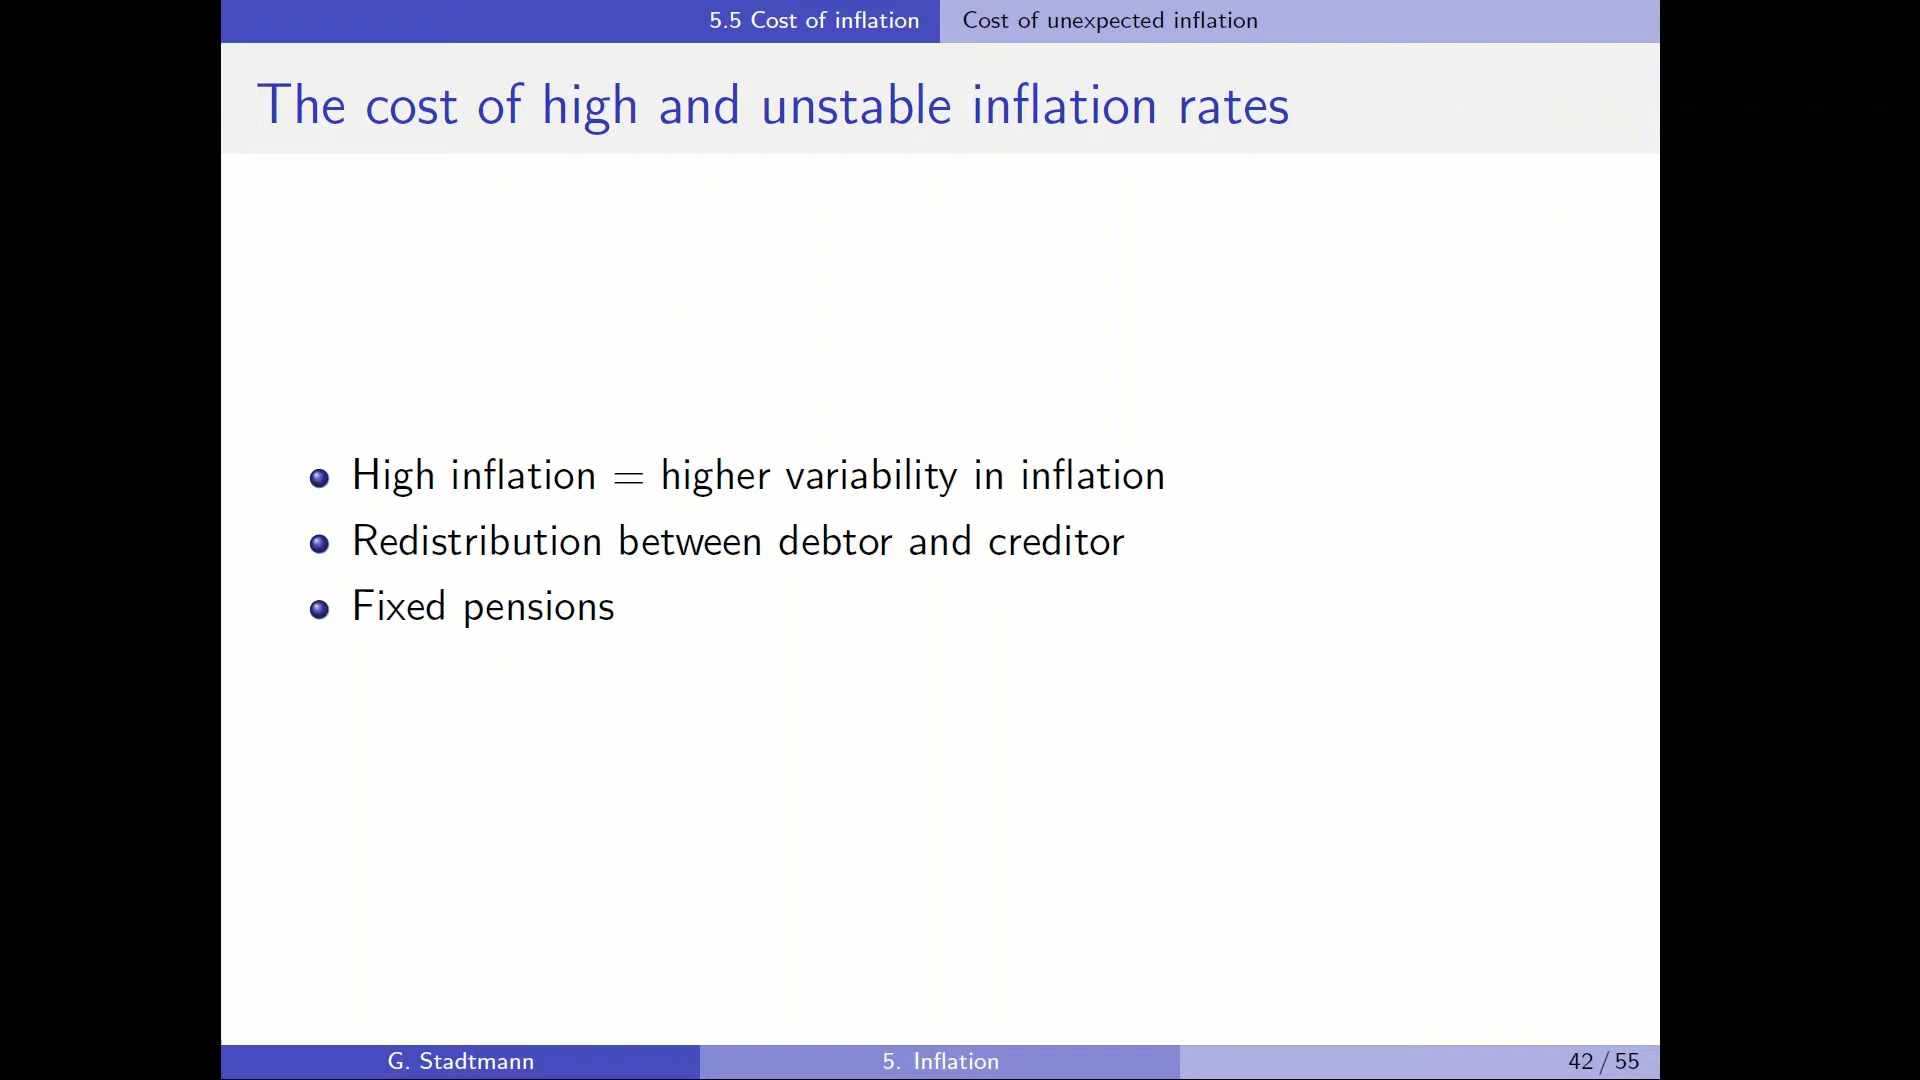 5.5 Cost of inflation
Cost of unexpected inflation
The cost of high and unstable inflation rates
High inflation = higher variability in inflation
Redistribution between debtor and creditor
Fixed pensions
G. Stadtmann
5. Inflation
42 / 55